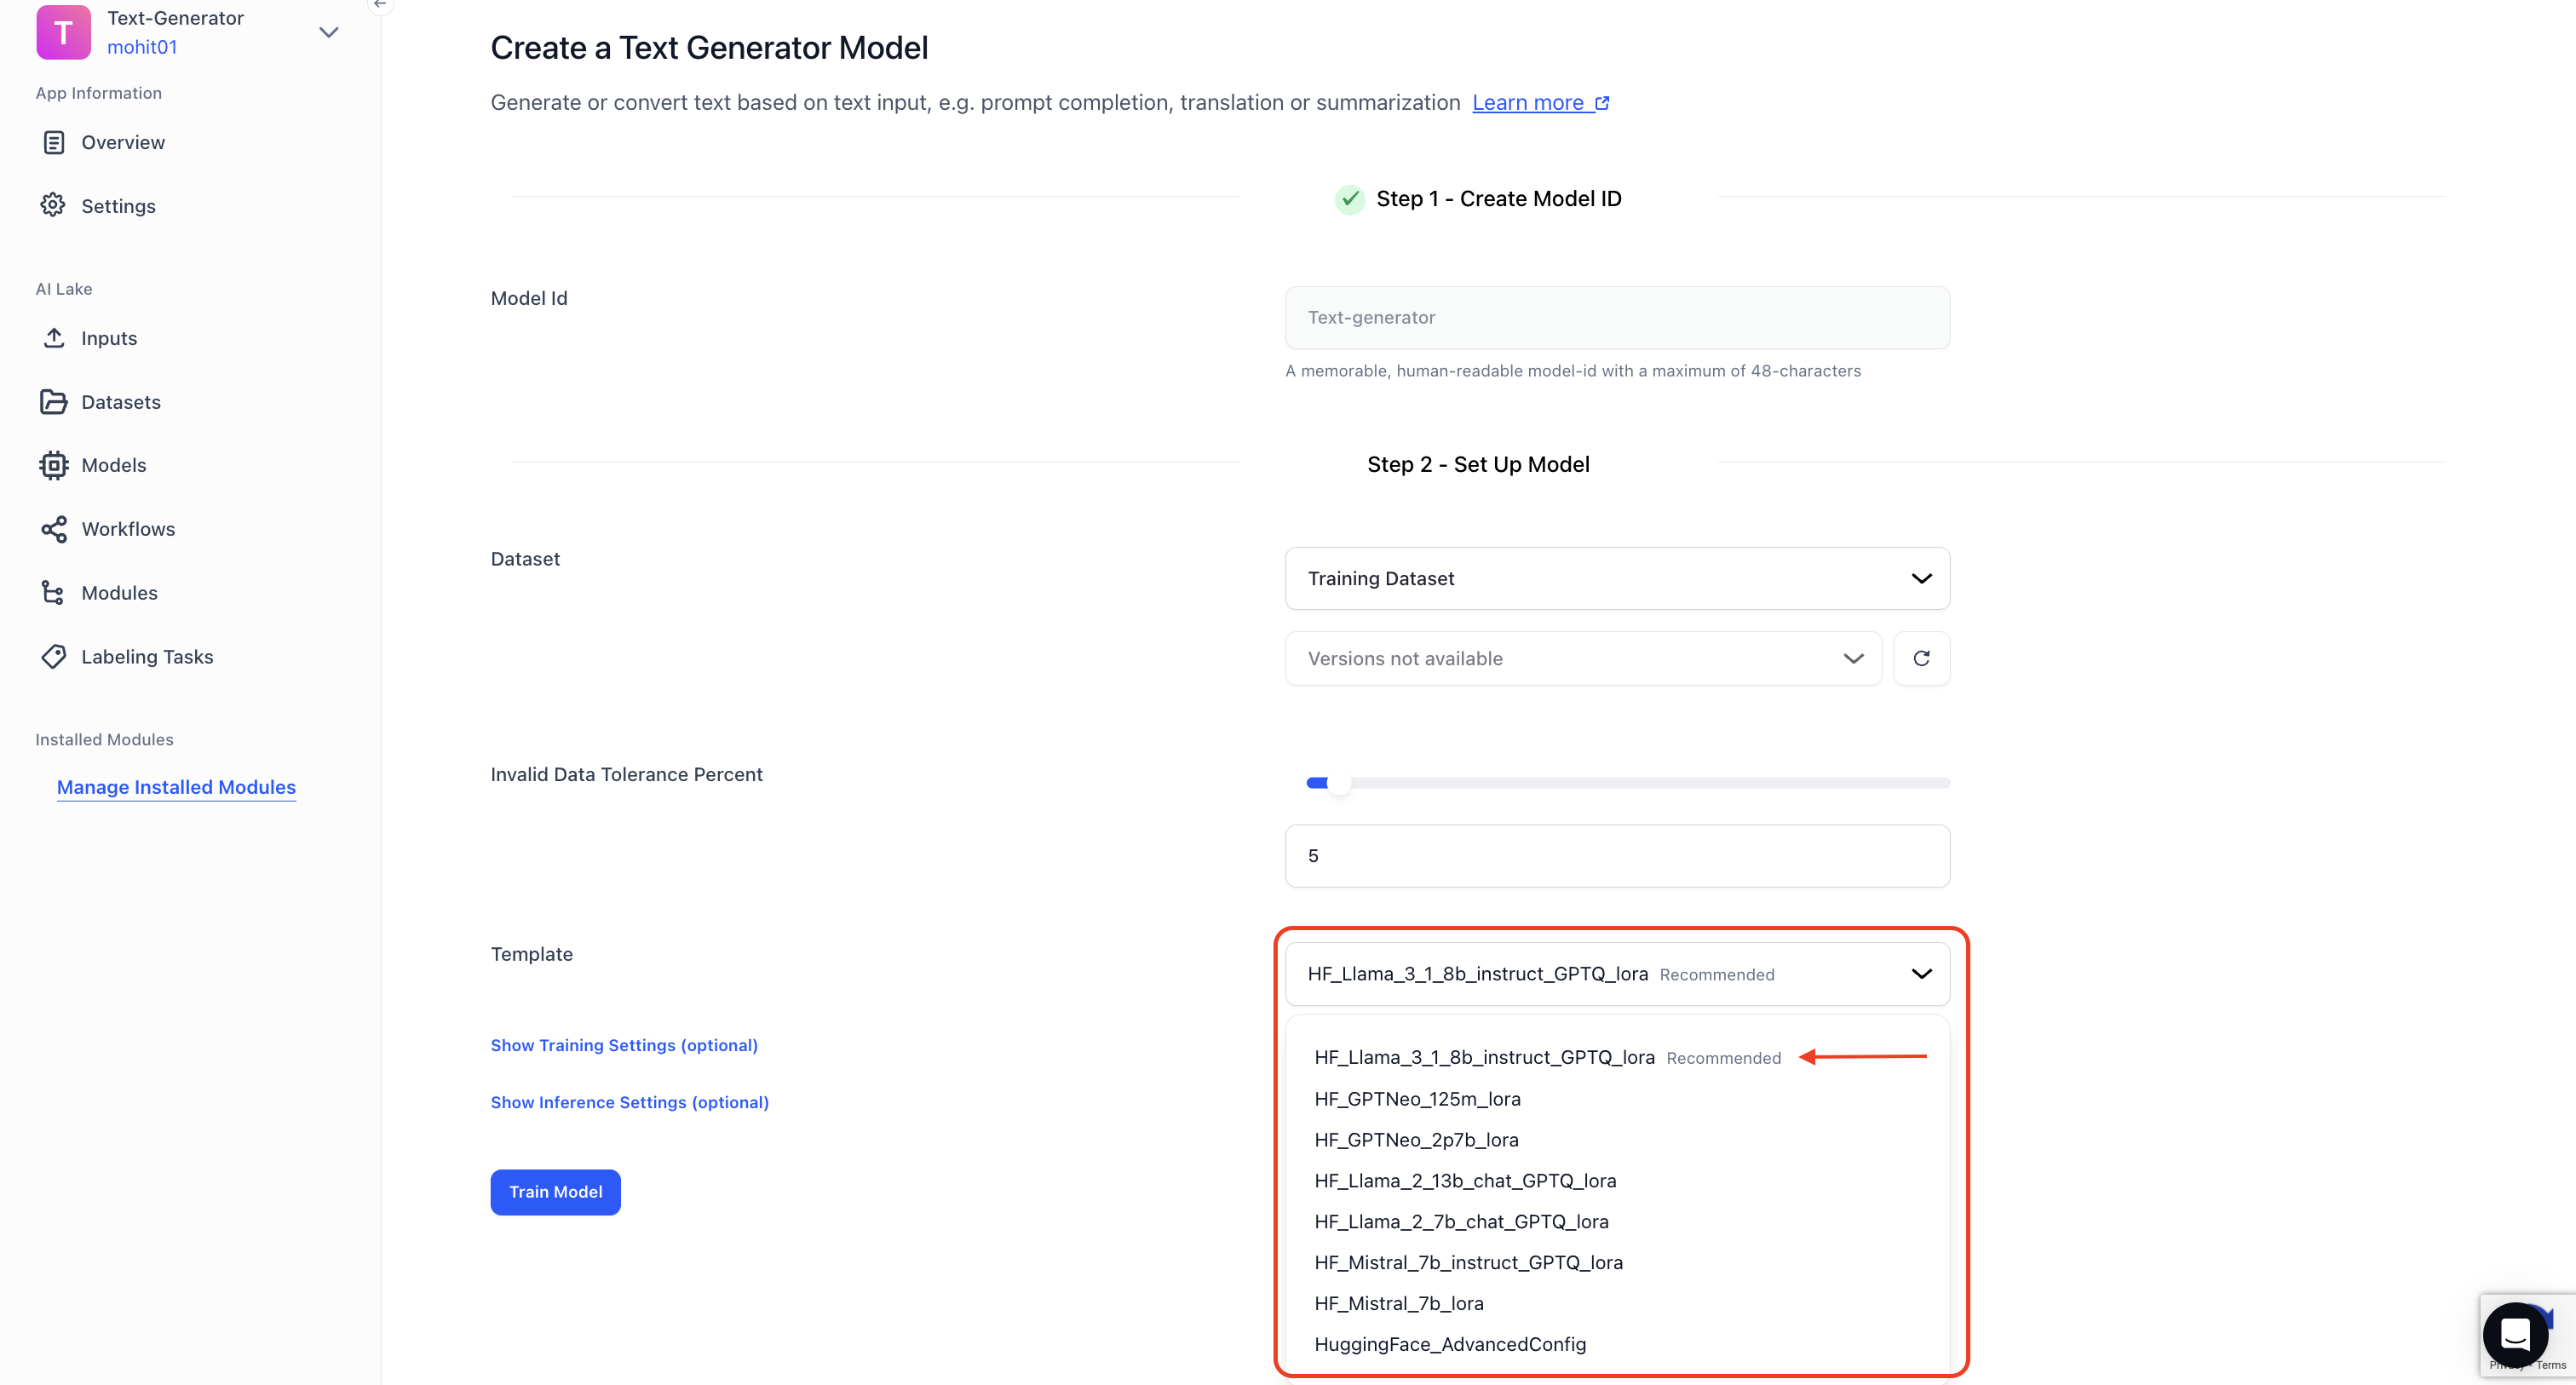 T
Text-Generator
mohit01
App Information
Overview
Settings
AI Lake
Inputs
Datasets
Models
Workflows
Modules
Labeling Tasks
Installed Modules
Manage Installed Modules
Create a Text Generator Model
Generate or convert text based on text input, e.g. prompt completion, translation or summarization Learn more
Step 1 - Create Model ID
Model Id
Text-generator
A memorable, human-readable model-id with a maximum of 48-characters
Step 2 - Set Up Model
Dataset
Training Dataset
Versions not available
Invalid Data Tolerance Percent
5
Template
HF_Llama_3_1_8b_instruct_GPTQ_lora Recommended
Show Training Settings (optional)
Show Inference Settings (optional)
Train Model
HF_Llama_3_1_8b_instruct_GPTQ_lora Recommended
HF_GPTNeo_125m_lora
HF_GPTNeo_2p7b_lora
HF_Llama_2_13b_chat_GPTQ_lora
HF_Llama_2_7b_chat_GPTQ_lora
HF_Mistral_7b_instruct_GPTQ_lora
HF_Mistral_7b_lora
HuggingFace_AdvancedConfig
Terms